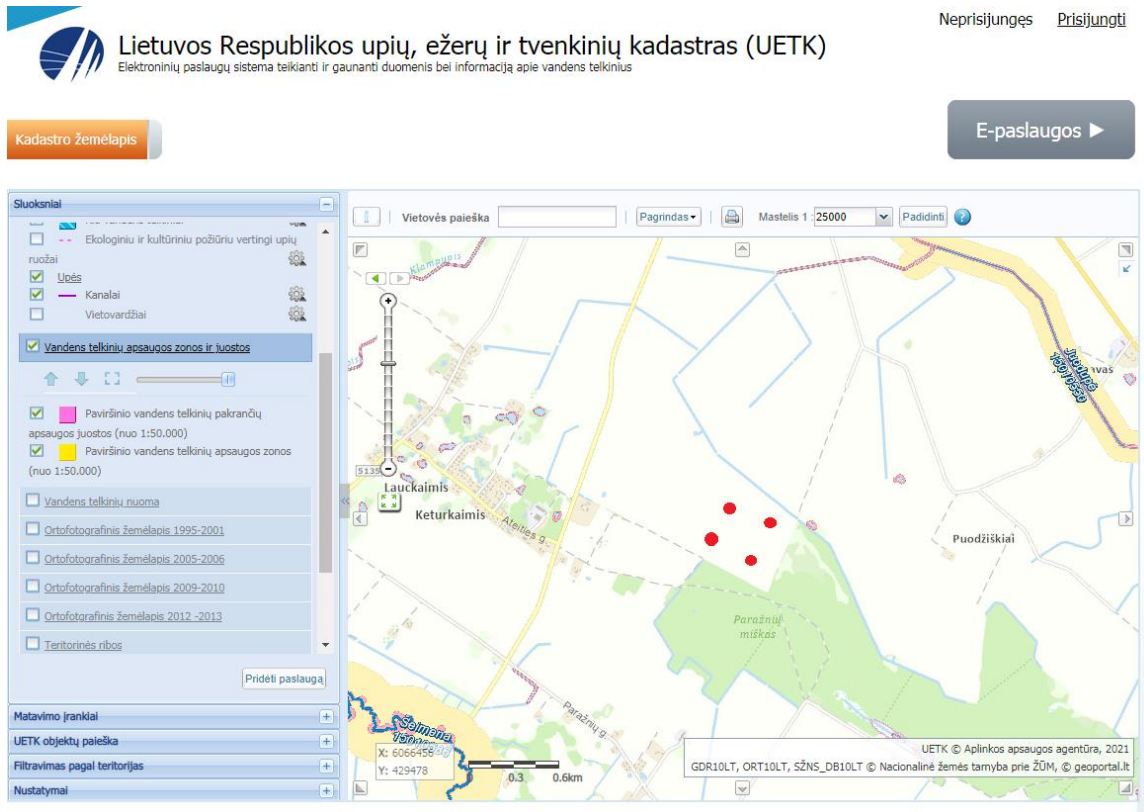 Neprisijungęs Prisijungti
Lietuvos Respublikos upių, ežerų ir tvenkinių kadastras (UETK)
Elektroninių paslaugų sistema teikianti ir gaunanti duomenis bei informaciją apie vandens telkinius
Kadastro žemėlapis
E-paslaugos ▶
Sluoksniai
Ekologiniu ir kultūriniu požiūriu vertingi upių
ruožai
Upės
Kanalai
Vietovardžiai
Vandens telkinių apsaugos zonos ir juostos
Paviršinio vandens telkinių pakrančių
apsaugos juostos (nuo 1:50.000)
Paviršinio vandens telkinių apsaugos zonos
(nuo 1:50.000)
Vandens telkinių nuoma
Ortofotografinis žemėlapis 1995-2001
Ortofotografinis žemėlapis 2005-2006
Ortofotografinis žemėlapis 2009-2010
Ortofotgrafinis žemėlapis 2012 -2013
Teritorinės ribos
Pridėti paslaugą
Matavimo įrankiai
UETK objektų paieška
Filtravimas pagal teritorijas
Nustatymai
Vietovės paieška
Pagrindas
Mastelis 1 : 25000
Padidinti
Klampupis
Juodupė
15010550
5135
Lauckaimis
Keturkaimis
Ateities g.
Puodžiškiai
Paražnių
miškas
Paražnių g.
Šeimena
X: 6066456
Y: 429478
0.3 0.6km
UETK © Aplinkos apsaugos agentūra, 2021
GDR10LT, ORT10LT, SŽNS_DB10LT © Nacionalinė žemės tarnyba prie ŽŪM, © geoportal.lt